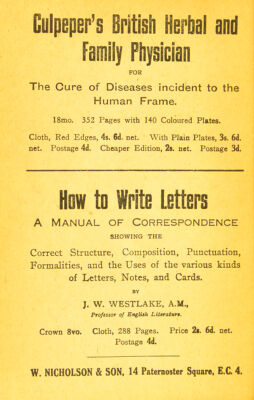 Culpeper's British Herbal and
Family Physician
FOR
The Cure of Diseases incident to the
Human Frame.
18mo. 352 Pages with 140 Coloured Plates.
Cloth, Red Edges, 4s. 6d. net. With Plain Plates, 3s. 6d.
net. Postage 4d. Cheaper Edition, 2s. net. Postage 3d.
How to Write Letters
A MANUAL OF CORRESPONDENCE
SHOWING THE
Correct Structure, Composition, Punctuation,
Formalities, and the Uses of the various kinds
of Letters, Notes, and Cards.
BY
J. W. WESTLAKE, A.M.,
Professor of English Literature.
Crown 8vo. Cloth, 288 Pages. Price 2s. 6d. net.
Postage 4d.
W. NICHOLSON & SON, 14 Paternoster Square, E.C. 4.